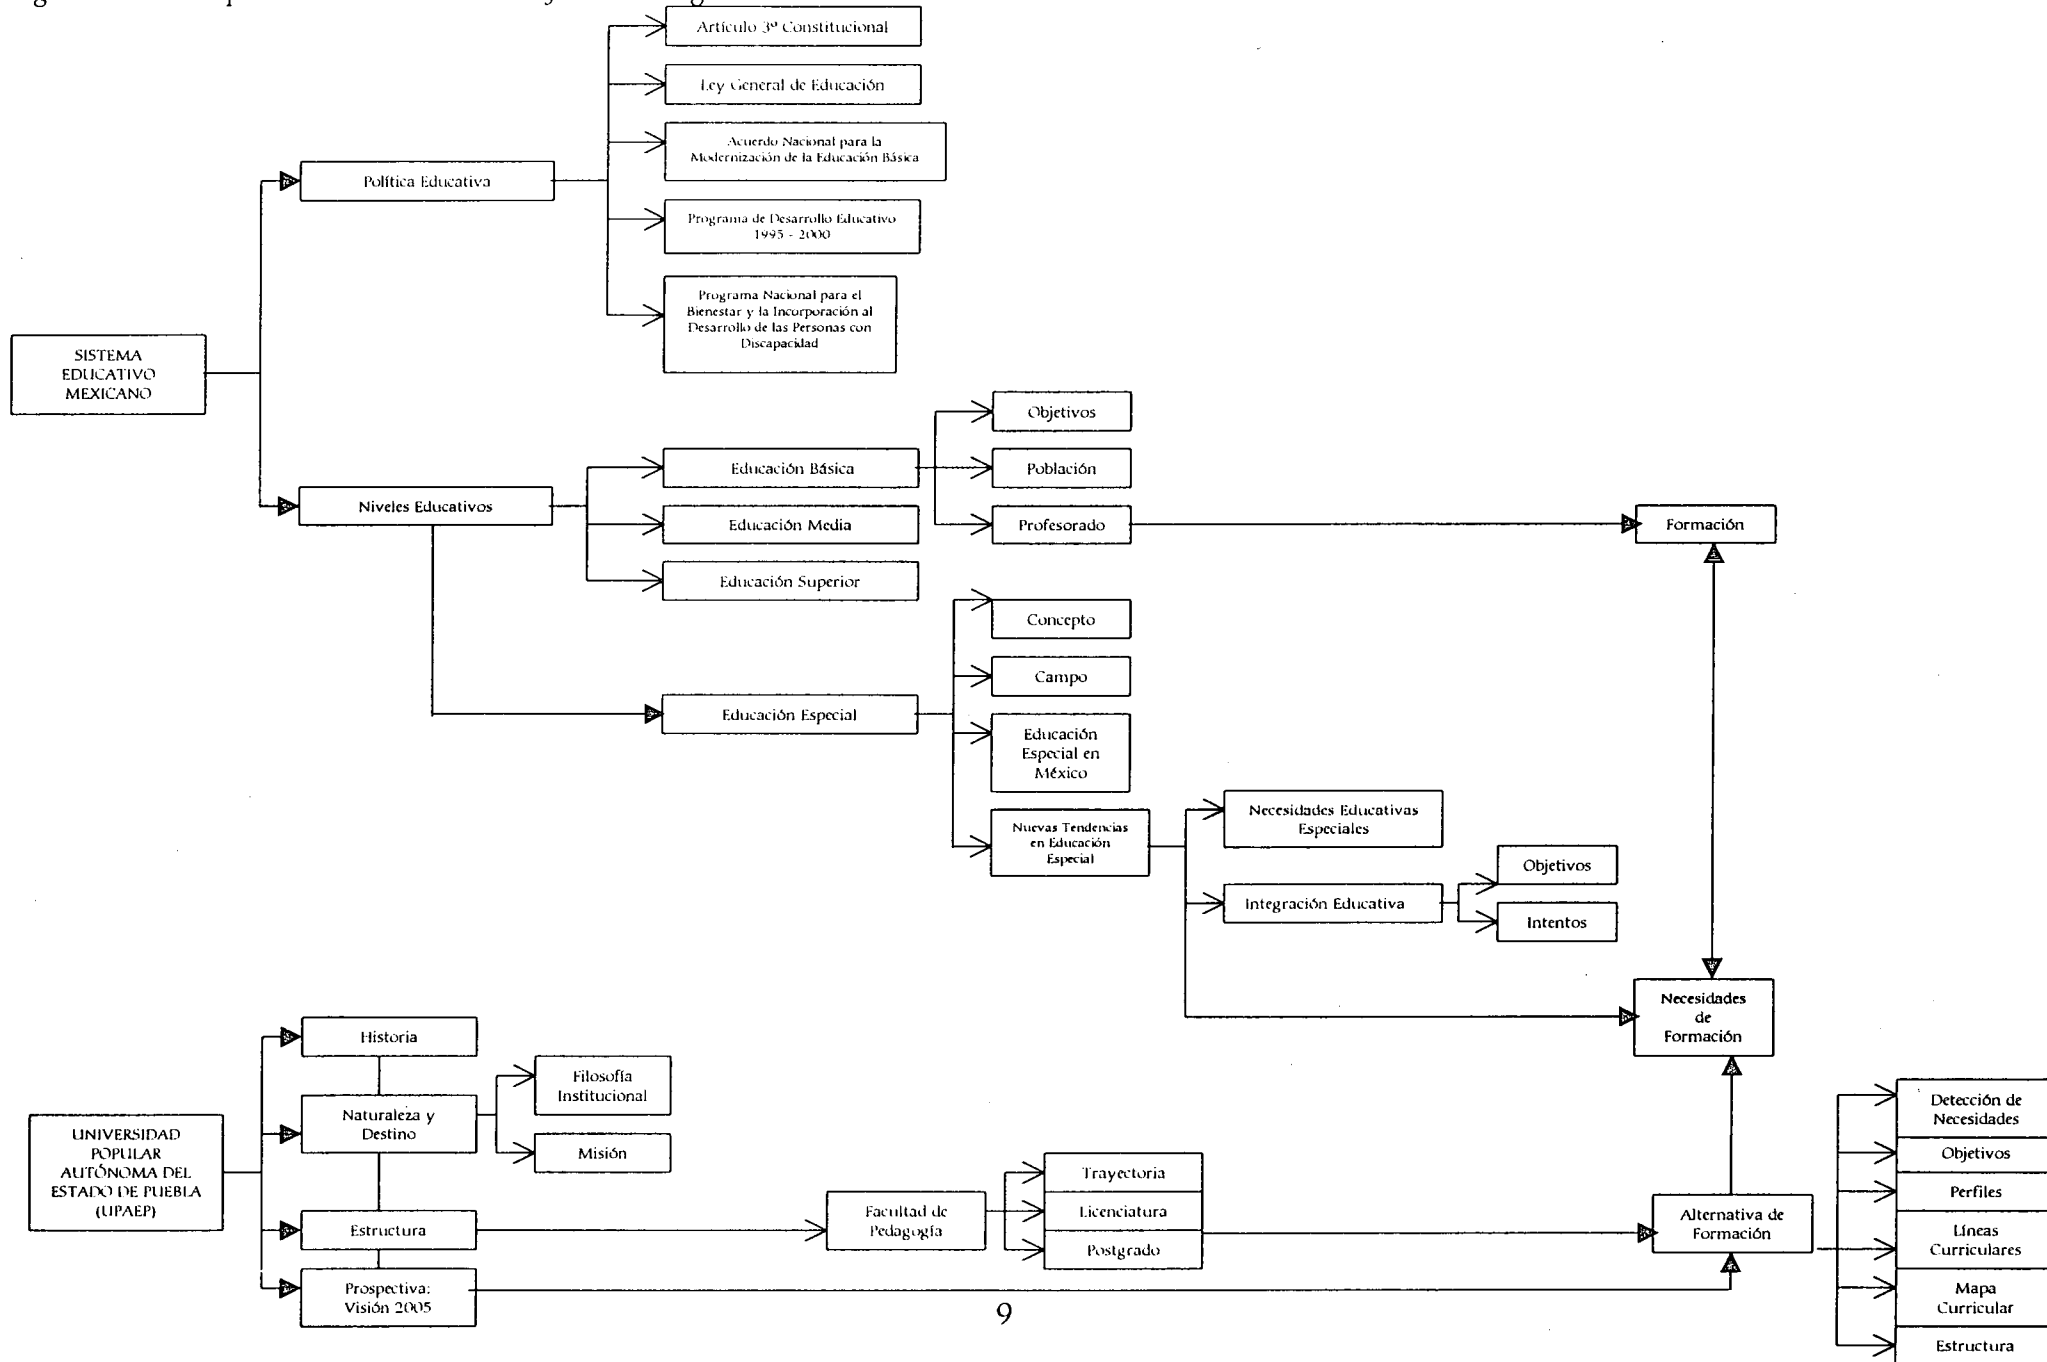 Artículo 3º Constitucional
Ley General de Educación
Acuerdo Nacional para la
Modernización de la Educación Básica
Política Educativa
Programa de Desarrollo Educativo
1995 - 2000
Programa Nacional para el
Bienestar y la Incorporación al
Desarrollo de las Personas con
Discapacidad
SISTEMA
EDUCATIVO
MEXICANO
Objetivos
Educación Básica
Población
Niveles Educativos
Educación Media
Profesorado
Formación
Educación Superior
Concepto
Campo
Educación Especial
Educación
Especial en
México
Nuevas Tendencias
en Educación
Especial
Necesidades Educativas
Especiales
Objetivos
Integración Educativa
Intentos
Necesidades
de
Formación
Historia
Filosofía
Institucional
Naturaleza y
Destino
Misión
UNIVERSIDAD
POPULAR
AUTÓNOMA DEL
ESTADO DE PUEBLA
(UPAEP)
Estructura
Facultad de
Pedagogía
Trayectoria
Licenciatura
Postgrado
Alternativa de
Formación
Prospectiva:
Visión 2005
Detección de
Necesidades
Objetivos
Perfiles
Líneas
Curriculares
Mapa
Curricular
Estructura
9